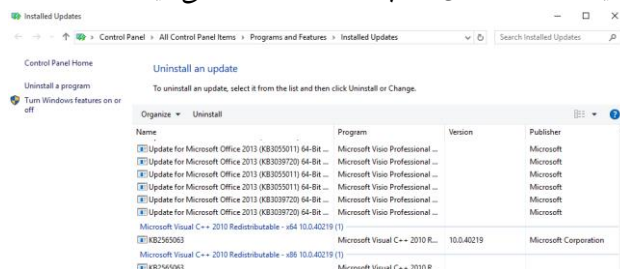 Installed Updates
Control Panel > All Control Panel Items > Programs and Features > Installed Updates
Search Installed Updates
Control Panel Home
Uninstall a program
Turn Windows features on or off
Uninstall an update
To uninstall an update, select it from the list and then click Uninstall or Change.
Organize Uninstall
Name Program Version Publisher
Update for Microsoft Office 2013 (KB3055011) 64-Bit ... Microsoft Visio Professional ... Microsoft
Update for Microsoft Office 2013 (KB3039720) 64-Bit ... Microsoft Visio Professional ... Microsoft
Update for Microsoft Office 2013 (KB3055011) 64-Bit ... Microsoft Visio Professional ... Microsoft
Update for Microsoft Office 2013 (KB3039720) 64-Bit ... Microsoft Visio Professional ... Microsoft
Update for Microsoft Office 2013 (KB3055011) 64-Bit ... Microsoft Visio Professional ... Microsoft
Update for Microsoft Office 2013 (KB3039720) 64-Bit ... Microsoft Visio Professional ... Microsoft
Microsoft Visual C++ 2010 Redistributable - x64 10.0.40219 (1)
KB2565063 Microsoft Visual C++ 2010 R... 10.0.40219 Microsoft Corporation
Microsoft Visual C++ 2010 Redistributable - x86 10.0.40219 (1)
KB2565063 Microsoft Visual C++ 2010 R